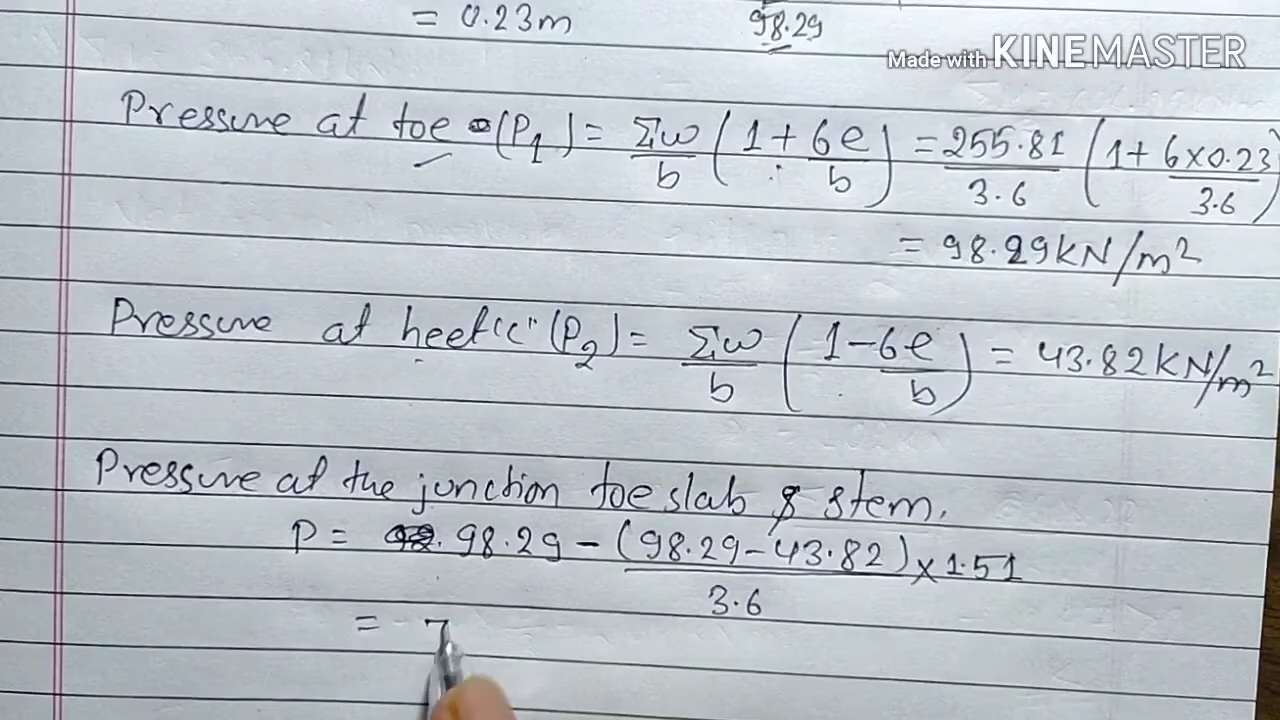 = 0.23m 98.29
Made with KINEMASTER
Pressure at toe (P1) = Σw/b (1 + 6e/b) = 255.81/3.6 (1 + 6×0.23/3.6)
= 98.29 kN/m²
Pressure at heel "c" (P2) = Σw/b (1 - 6e/b) = 43.82 kN/m²
Pressure at the junction toe slab & stem.
P = 98.29 - (98.29 - 43.82)/3.6 × 1.51
= 7